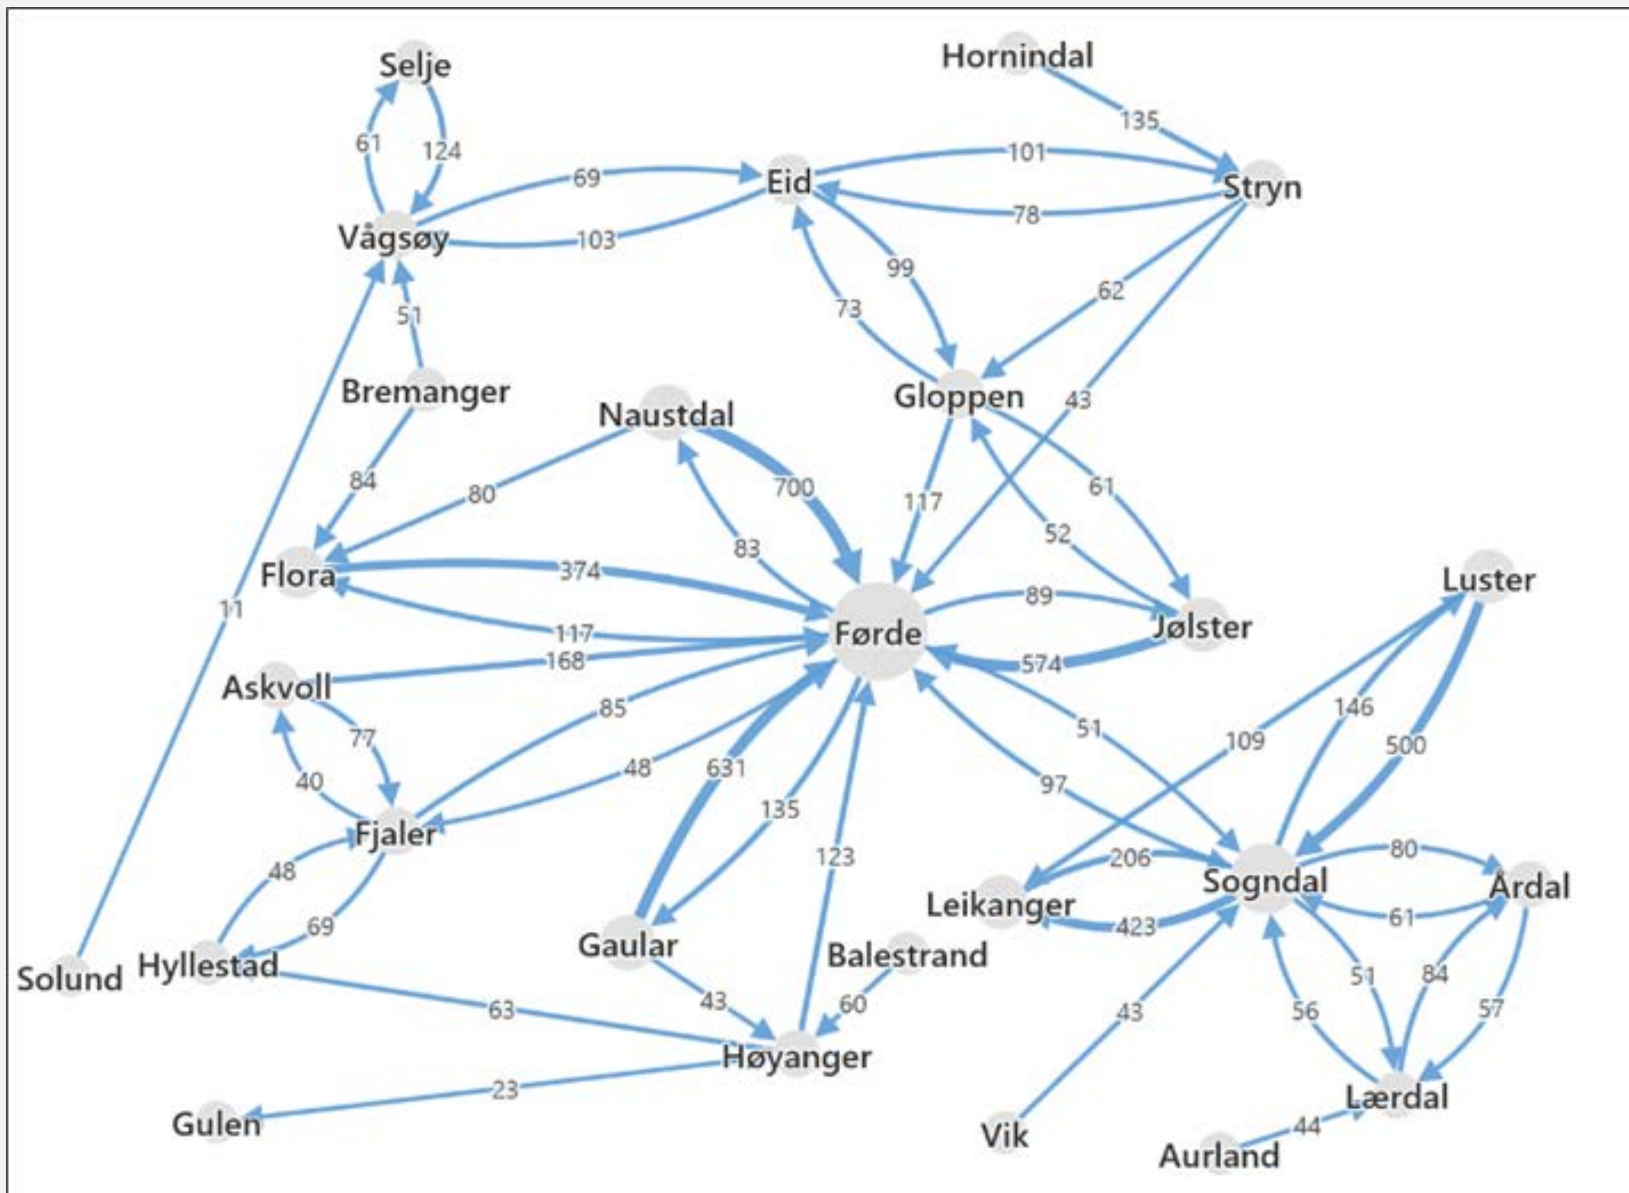 Hornindal
Selje
135
61
124
101
69
Eid
Stryn
78
Vågsøy
103
99
62
73
51
Bremanger
Gloppen
43
Naustdal
84
80
700
117
61
52
83
Flora
374
Luster
89
11
117
Førde
Jølster
168
574
Askvoll
85
146
51
77
109
500
48
631
40
97
135
Fjaler
80
123
206
48
Sogndal
Årdal
Leikanger
61
69
423
Gaular
Balestrand
Hyllestad
Solund
51
84
43
60
63
56
57
43
Høyanger
23
Lærdal
Gulen
44
Vik
Aurland